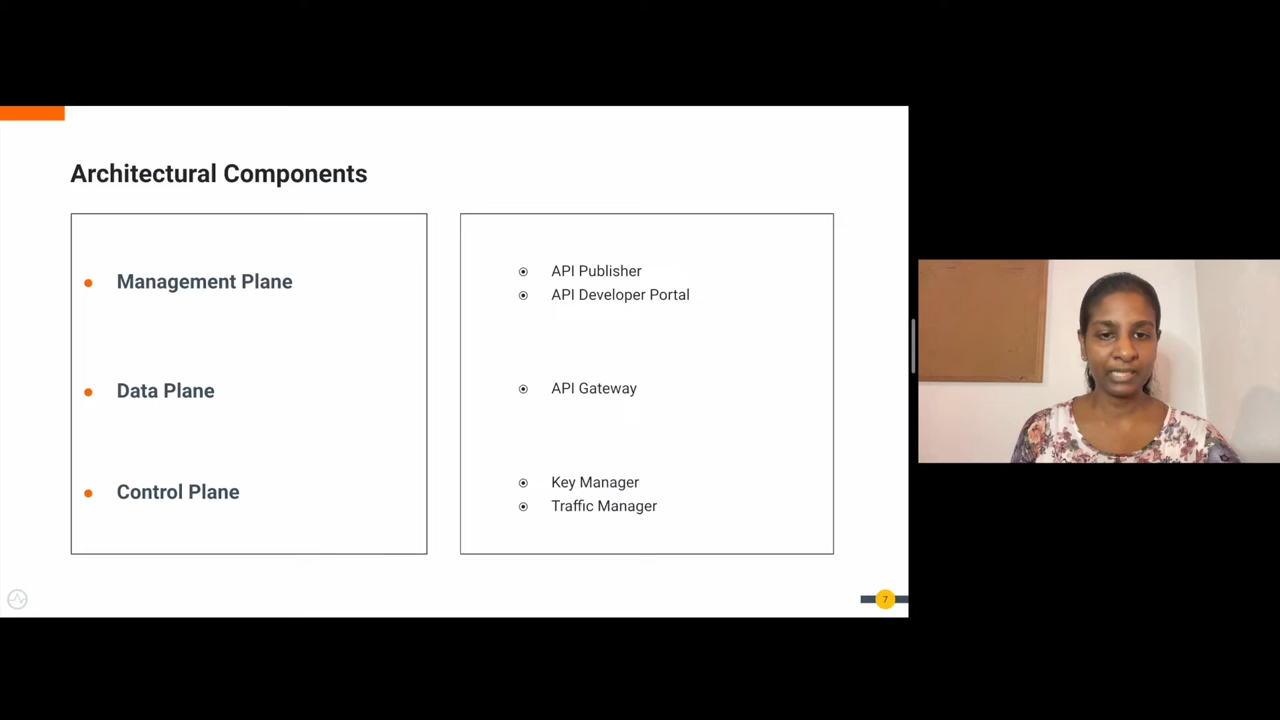 Architectural Components
Management Plane
API Publisher
API Developer Portal
Data Plane
API Gateway
Control Plane
Key Manager
Traffic Manager
7